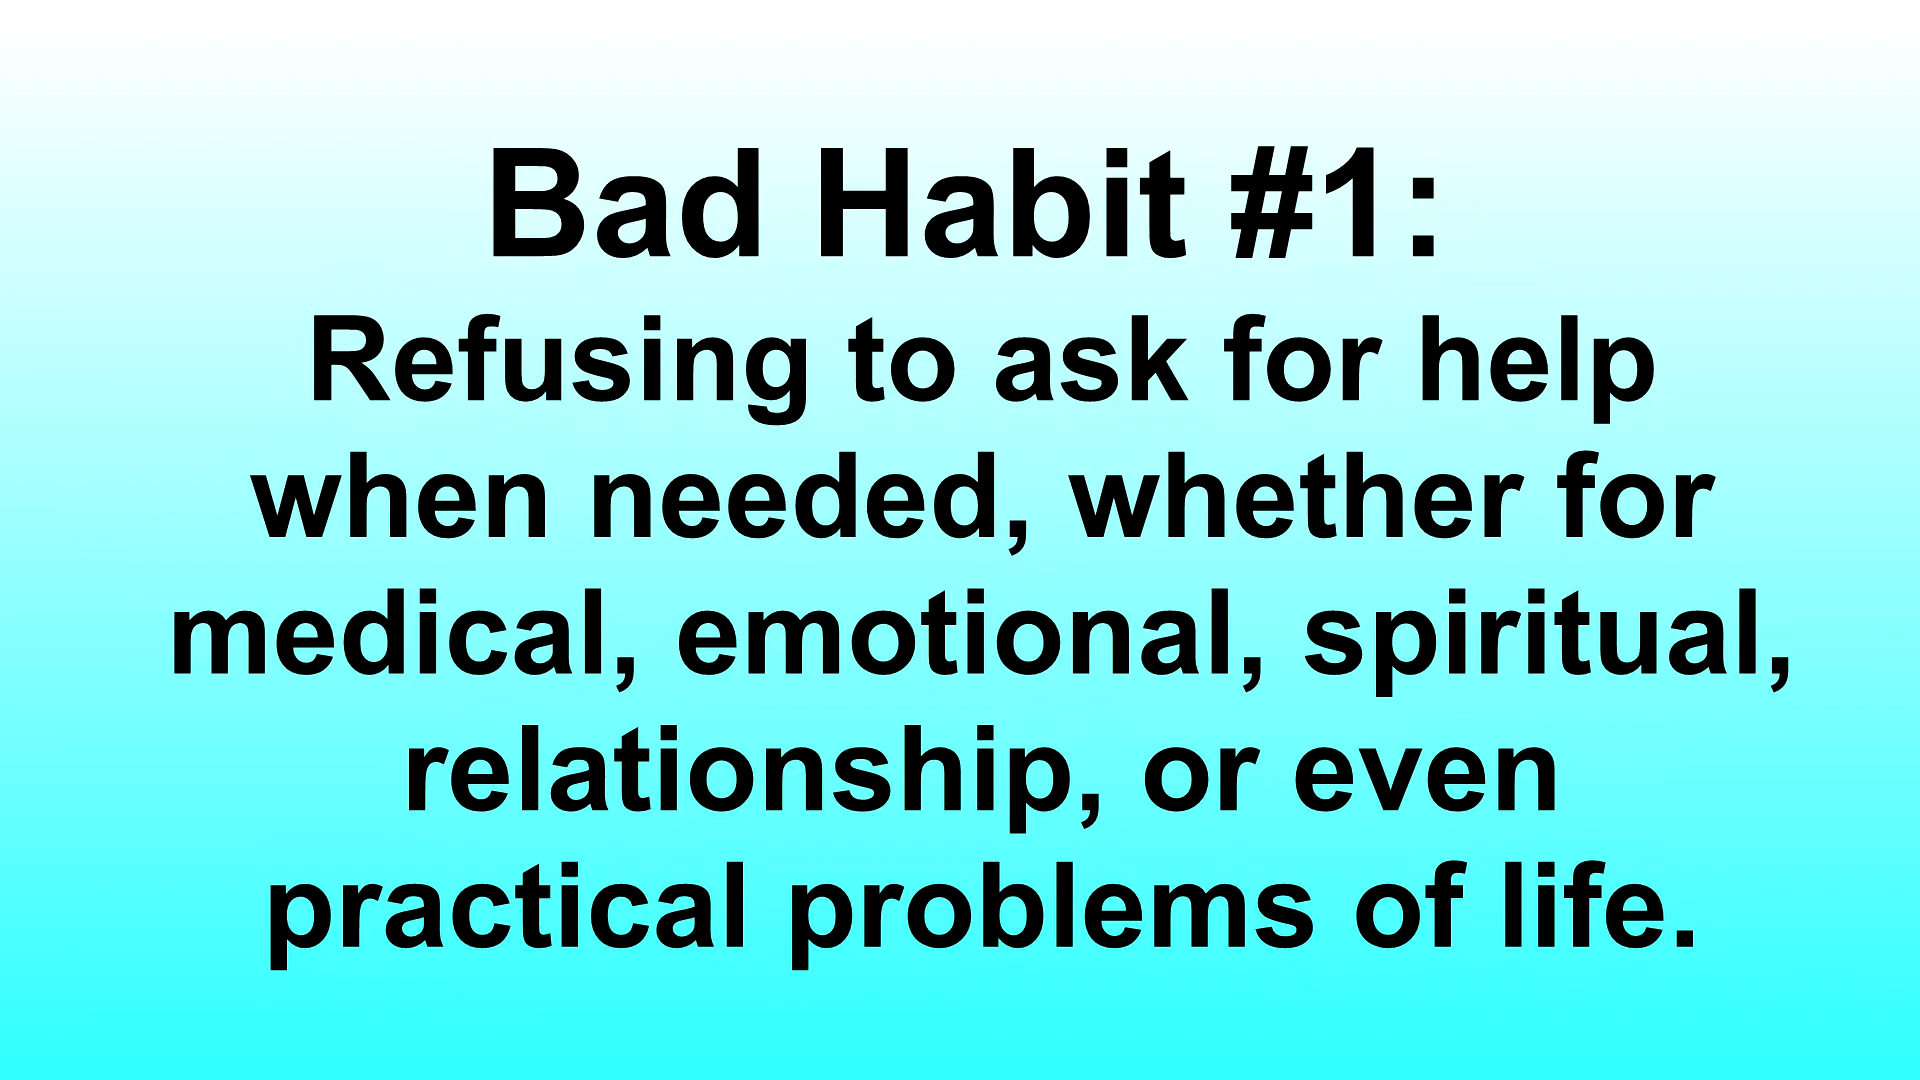 Bad Habit #1:
Refusing to ask for help
when needed, whether for
medical, emotional, spiritual,
relationship, or even
practical problems of life.